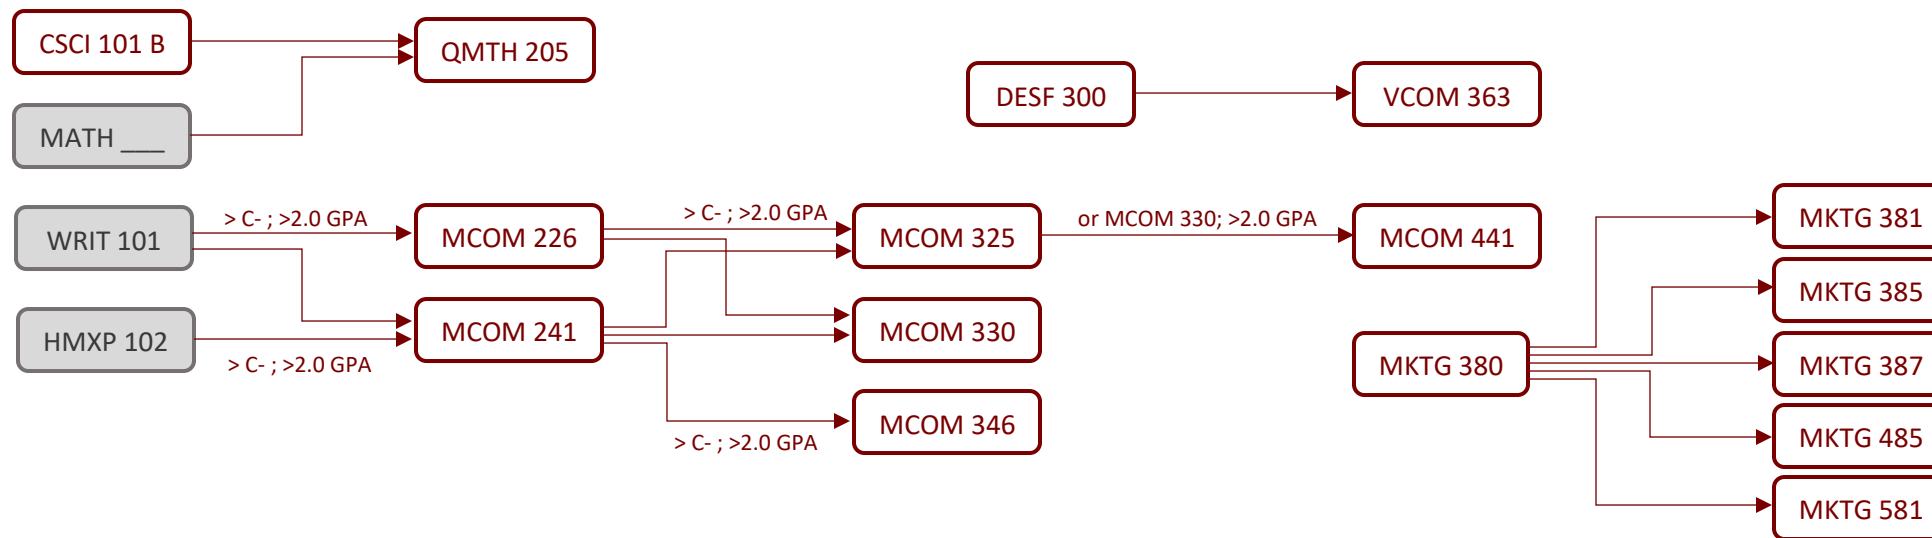 CSCI 101 B
QMTH 205
MATH ___
DESF 300
VCOM 363
WRIT 101
> C- ; >2.0 GPA
MCOM 226
> C- ; >2.0 GPA
MCOM 325
or MCOM 330; >2.0 GPA
MCOM 441
HMXP 102
> C- ; >2.0 GPA
MCOM 241
MCOM 330
MCOM 346
> C- ; >2.0 GPA
MKTG 380
MKTG 381
MKTG 385
MKTG 387
MKTG 485
MKTG 581